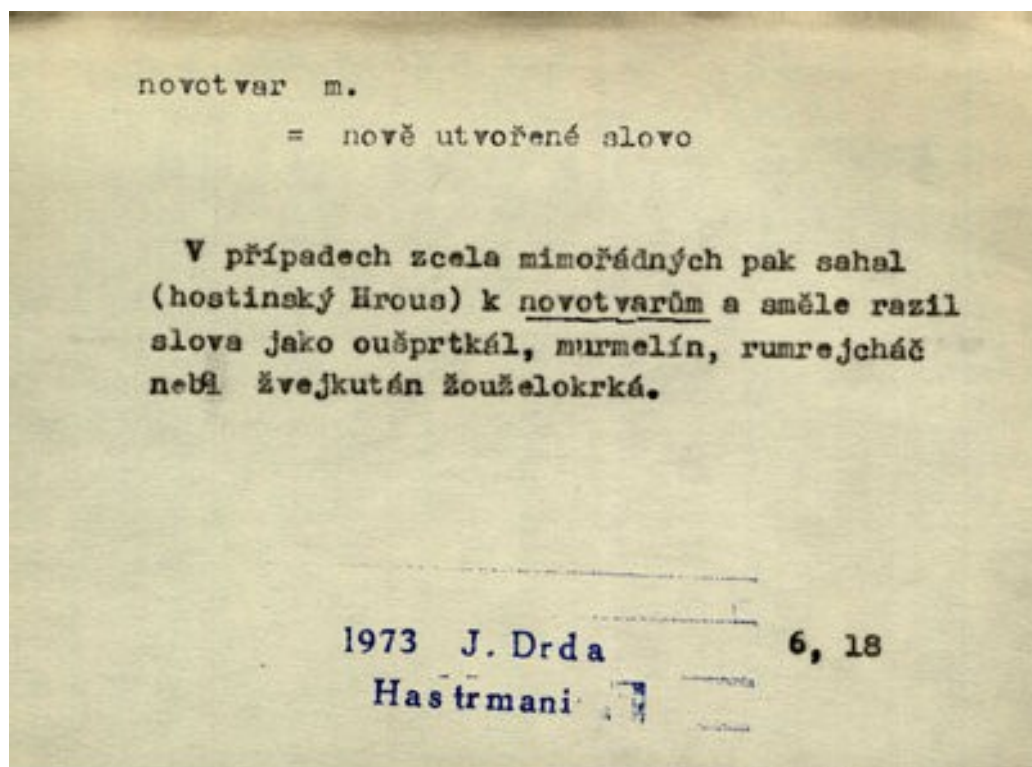 novotvar m.
= nově utvořené slovo
V případech zcela mimořádných pak sahal
(hostinský Hrous) k novotvarům a směle razil
slova jako oušprtkál, murmelín, rumrejcháč
nebo žvejkután žouželokrká.
1973 J. Drda 6, 18
Hastrmani